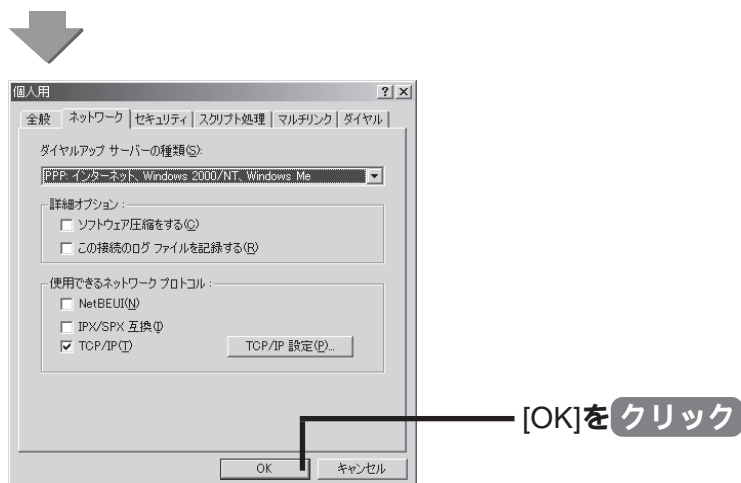 個人用
全般 ネットワーク セキュリティ スクリプト処理 マルチリンク ダイヤル
ダイヤルアップ サーバーの種類(S):
PPP: インターネット、Windows 2000/NT、Windows Me
詳細オプション:
ソフトウェア圧縮をする(C)
この接続のログ ファイルを記録する(R)
使用できるネットワーク プロトコル:
NetBEUI(N)
IPX/SPX 互換(I)
TCP/IP(T) TCP/IP 設定(P)...
[OK]をクリック
OK キャンセル